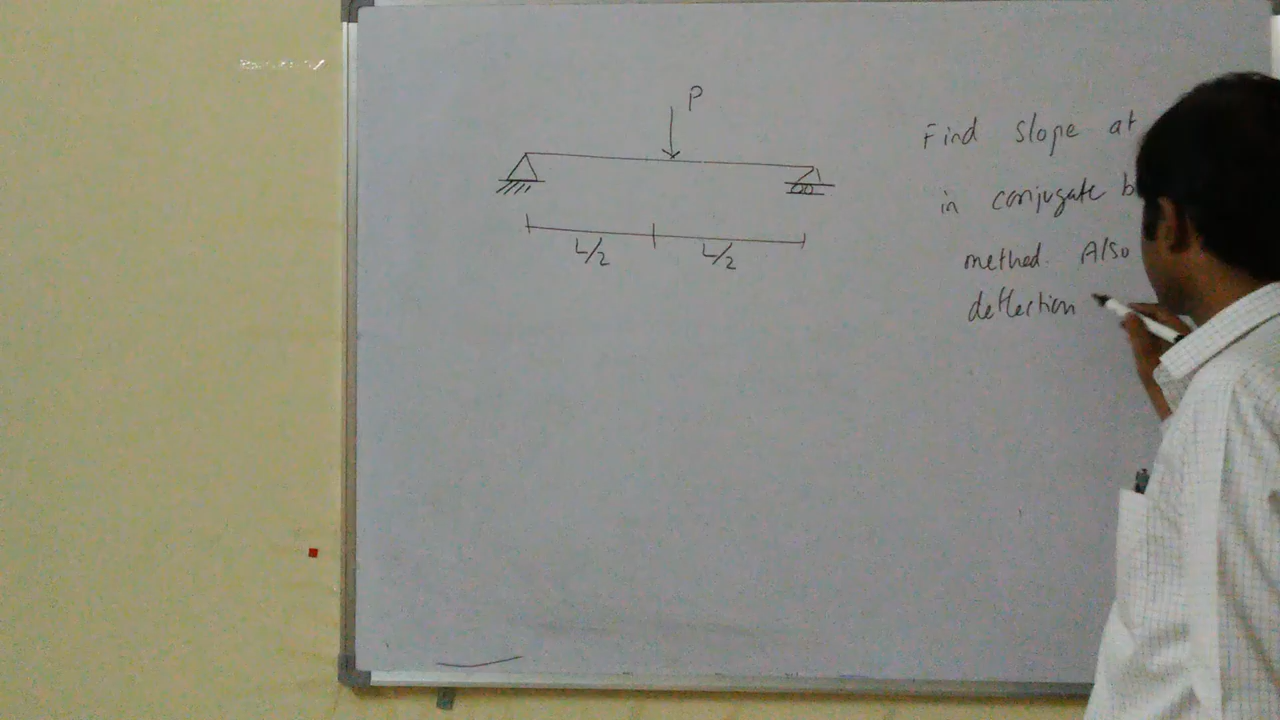 P
L/2 L/2
Find slope at
in conjugate b
method. Also
deflection